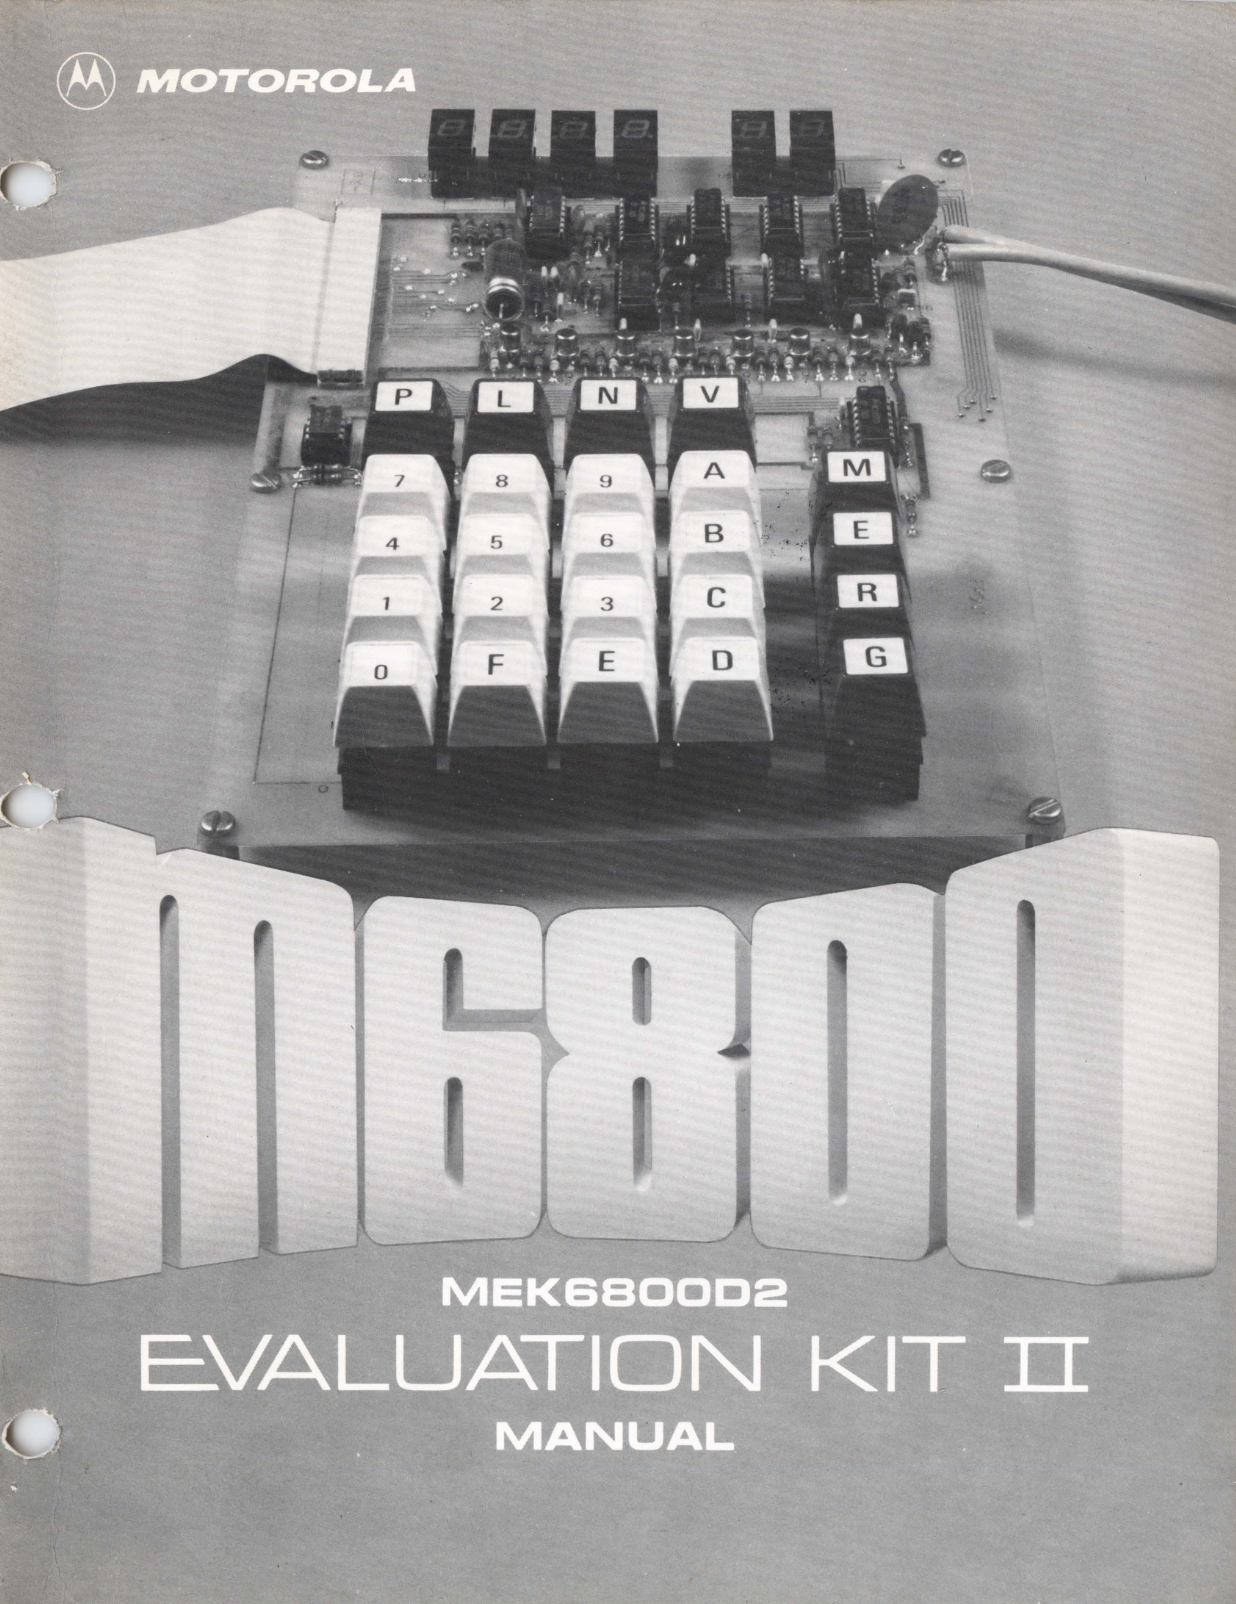 MOTOROLA
P L N V
7 8 9 A M
4 5 6 B E
1 2 3 C R
0 F E D G
M6800
MEK6800D2
EVALUATION KIT II
MANUAL